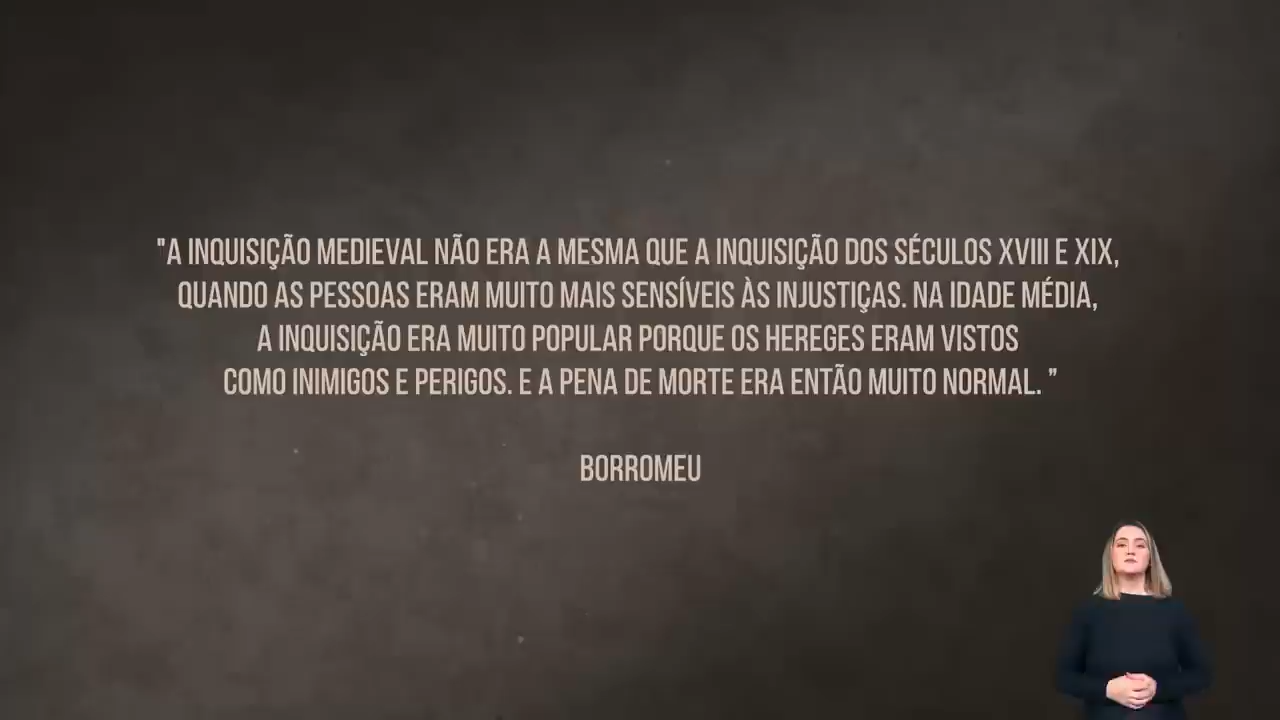 "A INQUISIÇÃO MEDIEVAL NÃO ERA A MESMA QUE A INQUISIÇÃO DOS SÉCULOS XVIII E XIX,
QUANDO AS PESSOAS ERAM MUITO MAIS SENSÍVEIS ÀS INJUSTIÇAS. NA IDADE MÉDIA,
A INQUISIÇÃO ERA MUITO POPULAR PORQUE OS HEREGES ERAM VISTOS
COMO INIMIGOS E PERIGOS. E A PENA DE MORTE ERA ENTÃO MUITO NORMAL. "
BORROMEU